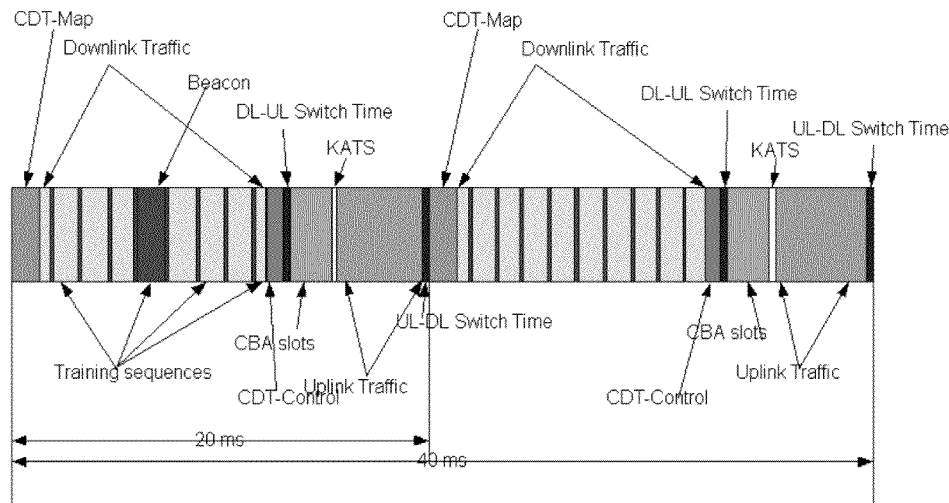 CDT-Map
Downlink Traffic
Beacon
DL-UL Switch Time
KATS
CDT-Map
Downlink Traffic
DL-UL Switch Time
UL-DL Switch Time
KATS
Training sequences
CBA slots
CDT-Control
Uplink Traffic
UL-DL Switch Time
CDT-Control
CBA slots
Uplink Traffic
20 ms
40 ms